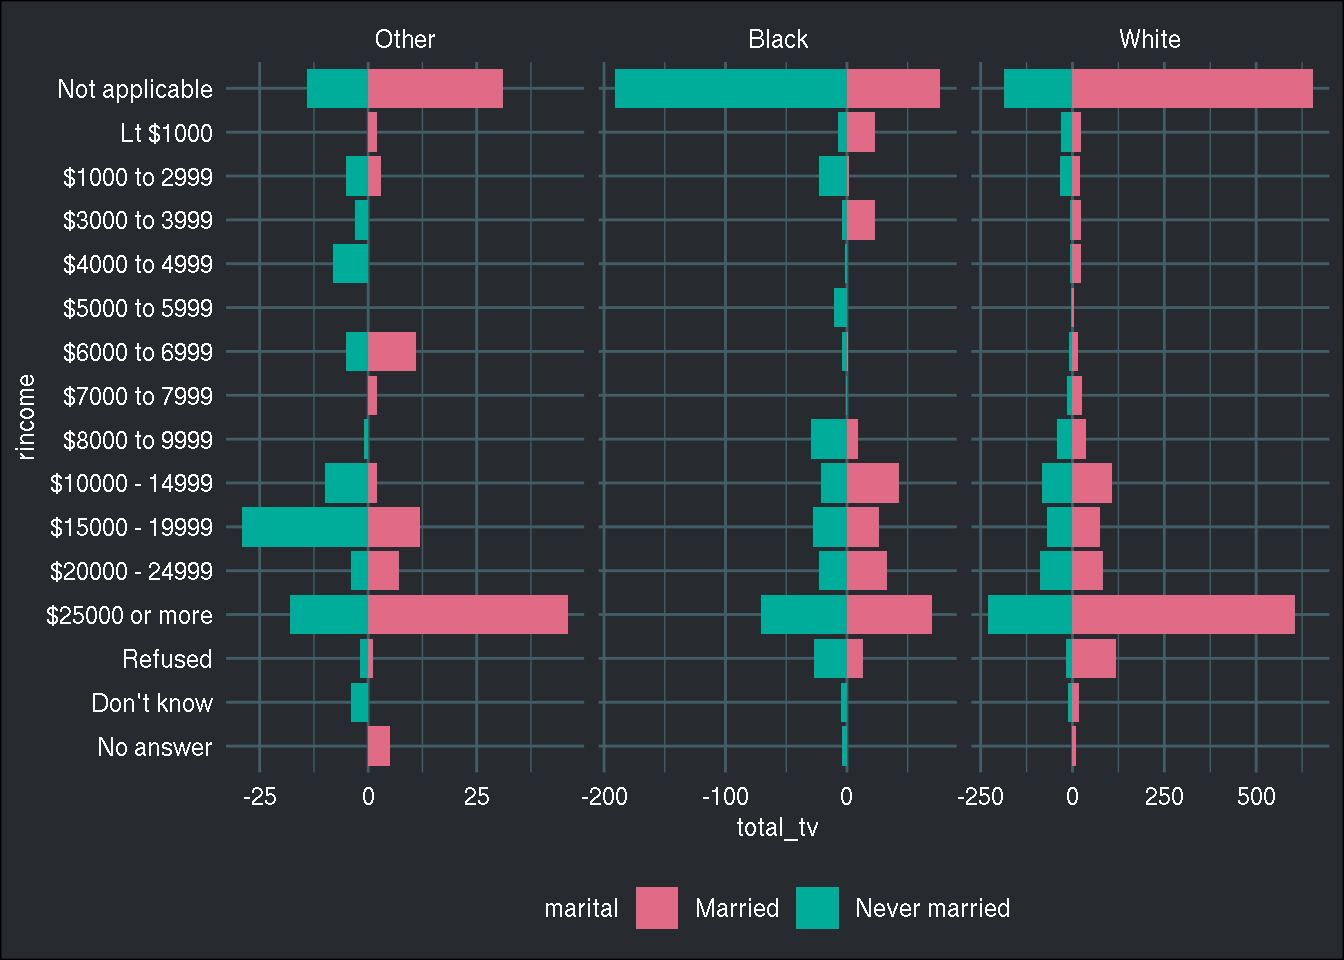 Other Black White
Not applicable
Lt $1000
$1000 to 2999
$3000 to 3999
$4000 to 4999
$5000 to 5999
$6000 to 6999
$7000 to 7999
$8000 to 9999
$10000 - 14999
$15000 - 19999
$20000 - 24999
$25000 or more
Refused
Don't know
No answer
rincome
-25 0 25 -200 -100 0 -250 0 250 500
total_tv
marital Married Never married